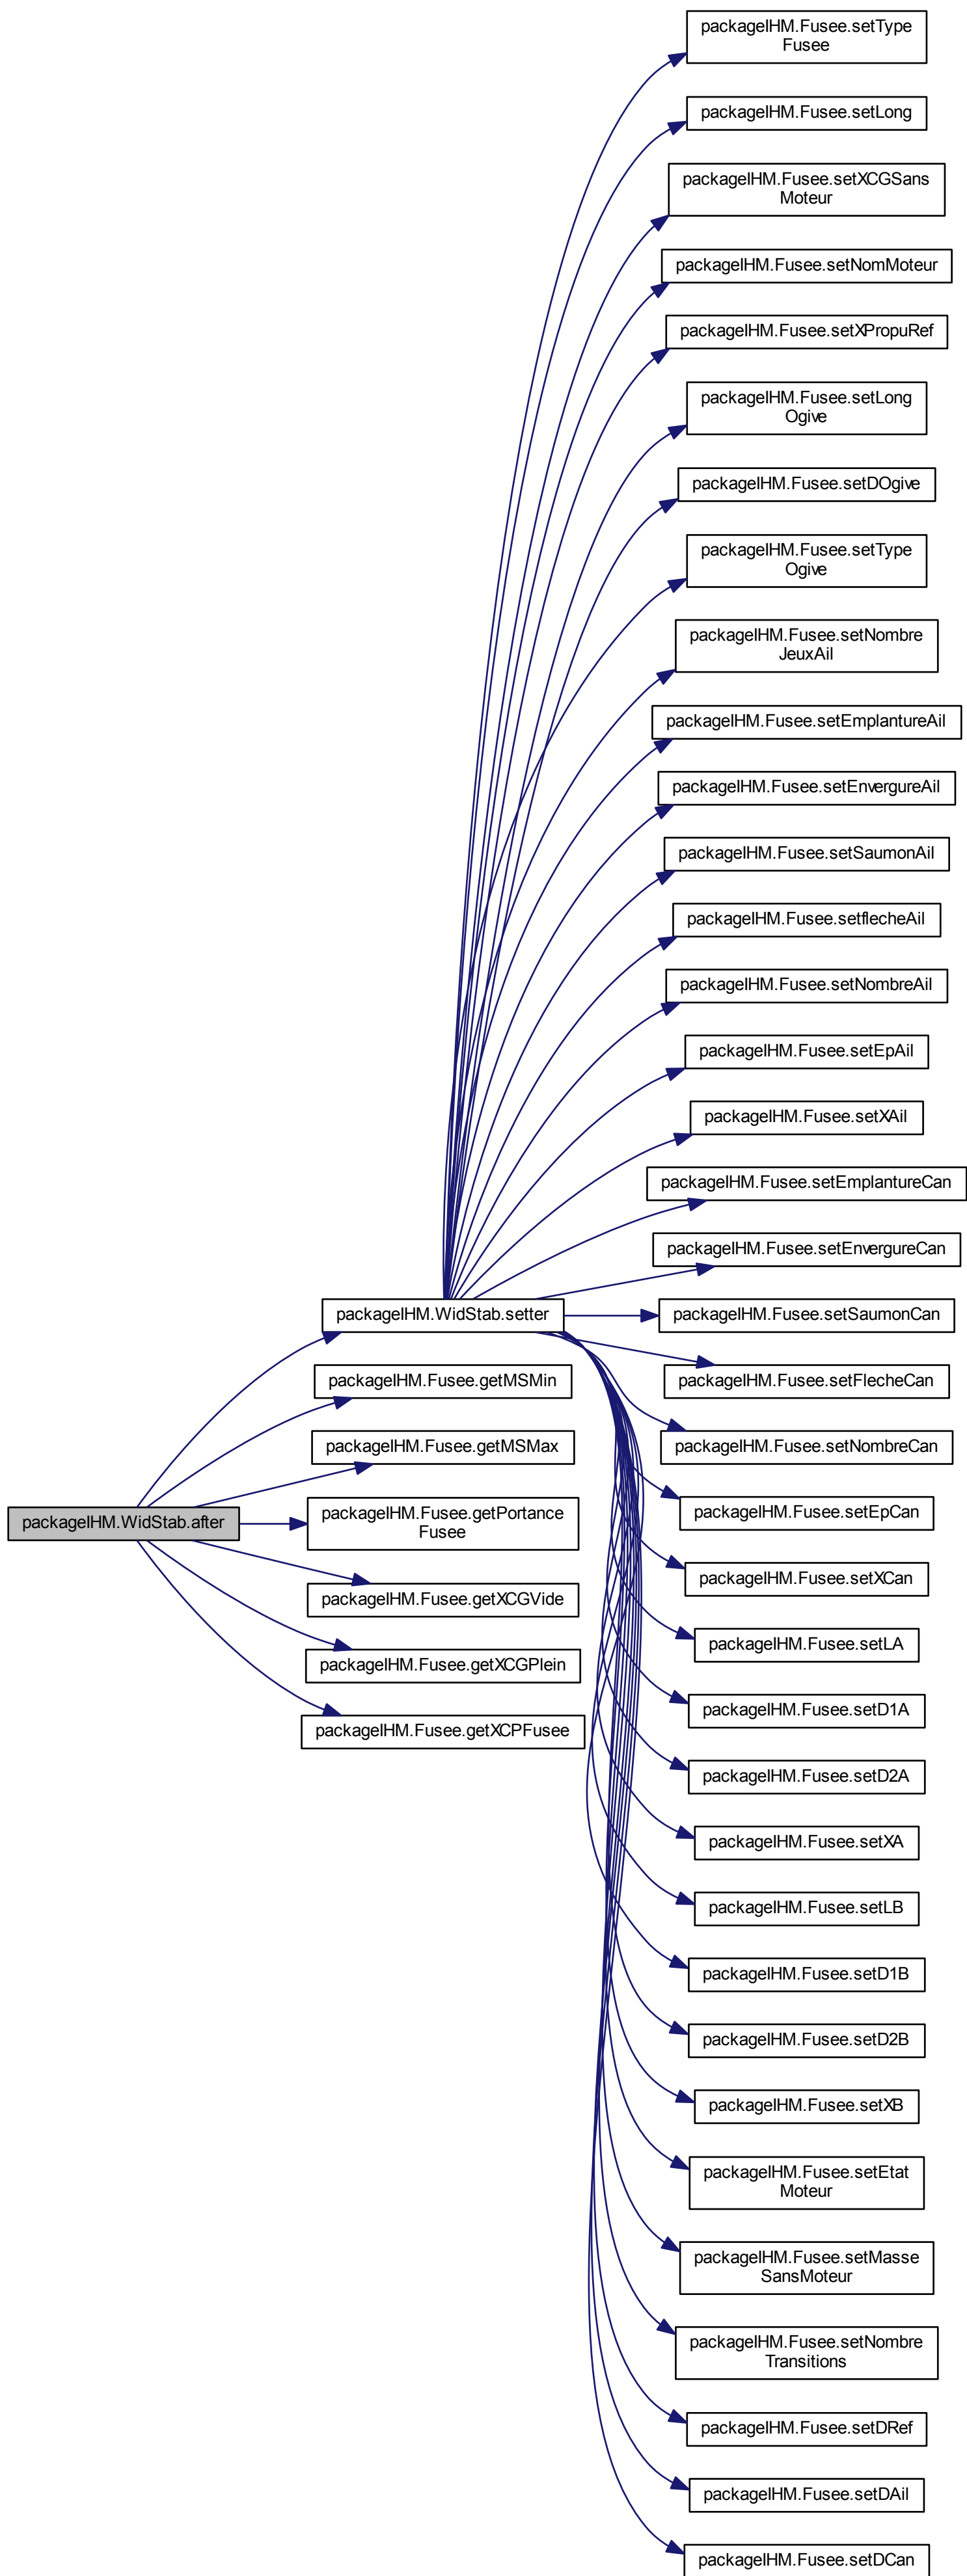 packageIHM.Fusee.setType
Fusee
packageIHM.Fusee.setLong
packageIHM.Fusee.setXCGSans
Moteur
packageIHM.Fusee.setNomMoteur
packageIHM.Fusee.setXPropuRef
packageIHM.Fusee.setLong
Ogive
packageIHM.Fusee.setDOgive
packageIHM.Fusee.setType
Ogive
packageIHM.Fusee.setNombre
JeuxAil
packageIHM.Fusee.setEmplantureAil
packageIHM.Fusee.setEnvergureAil
packageIHM.Fusee.setSaumonAil
packageIHM.Fusee.setflecheAil
packageIHM.Fusee.setNombreAil
packageIHM.Fusee.setEpAil
packageIHM.Fusee.setXAil
packageIHM.Fusee.setEmplantureCan
packageIHM.Fusee.setEnvergureCan
packageIHM.WidStab.setter
packageIHM.Fusee.setSaumonCan
packageIHM.Fusee.getMSMin
packageIHM.Fusee.setFlecheCan
packageIHM.Fusee.getMSMax
packageIHM.Fusee.setNombreCan
packageIHM.WidStab.after
packageIHM.Fusee.getPortance
Fusee
packageIHM.Fusee.setEpCan
packageIHM.Fusee.getXCGVide
packageIHM.Fusee.setXCan
packageIHM.Fusee.getXCGPlein
packageIHM.Fusee.setLA
packageIHM.Fusee.getXCPFusee
packageIHM.Fusee.setD1A
packageIHM.Fusee.setD2A
packageIHM.Fusee.setXA
packageIHM.Fusee.setLB
packageIHM.Fusee.setD1B
packageIHM.Fusee.setD2B
packageIHM.Fusee.setXB
packageIHM.Fusee.setEtat
Moteur
packageIHM.Fusee.setMasse
SansMoteur
packageIHM.Fusee.setNombre
Transitions
packageIHM.Fusee.setDRef
packageIHM.Fusee.setDAil
packageIHM.Fusee.setDCan